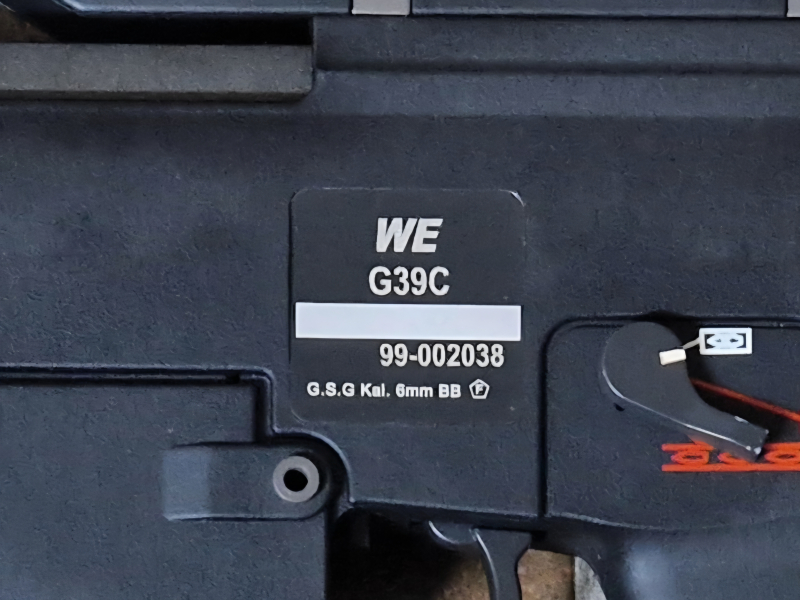 WE
G39C
99-002038
G.S.G Kal. 6mm BB F